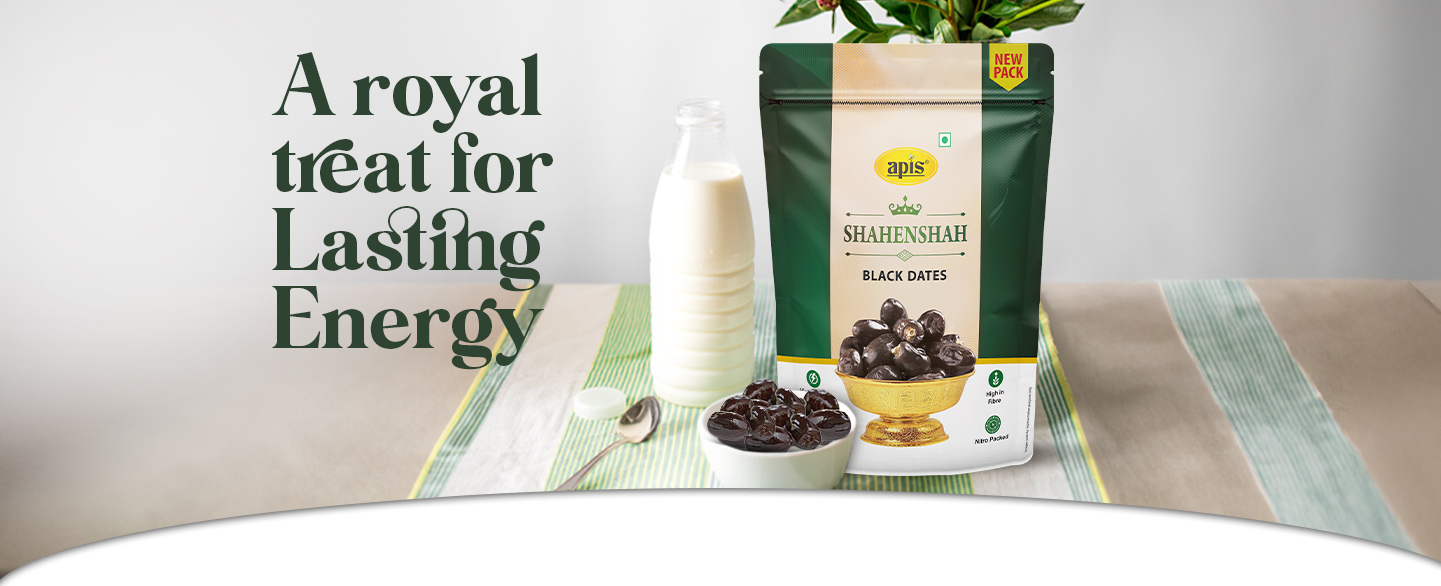 A royal
treat for
Lasting
Energy
NEW
PACK
apis
SHAHENSHAH
BLACK DATES
High in
Fibre
Nitro Packed